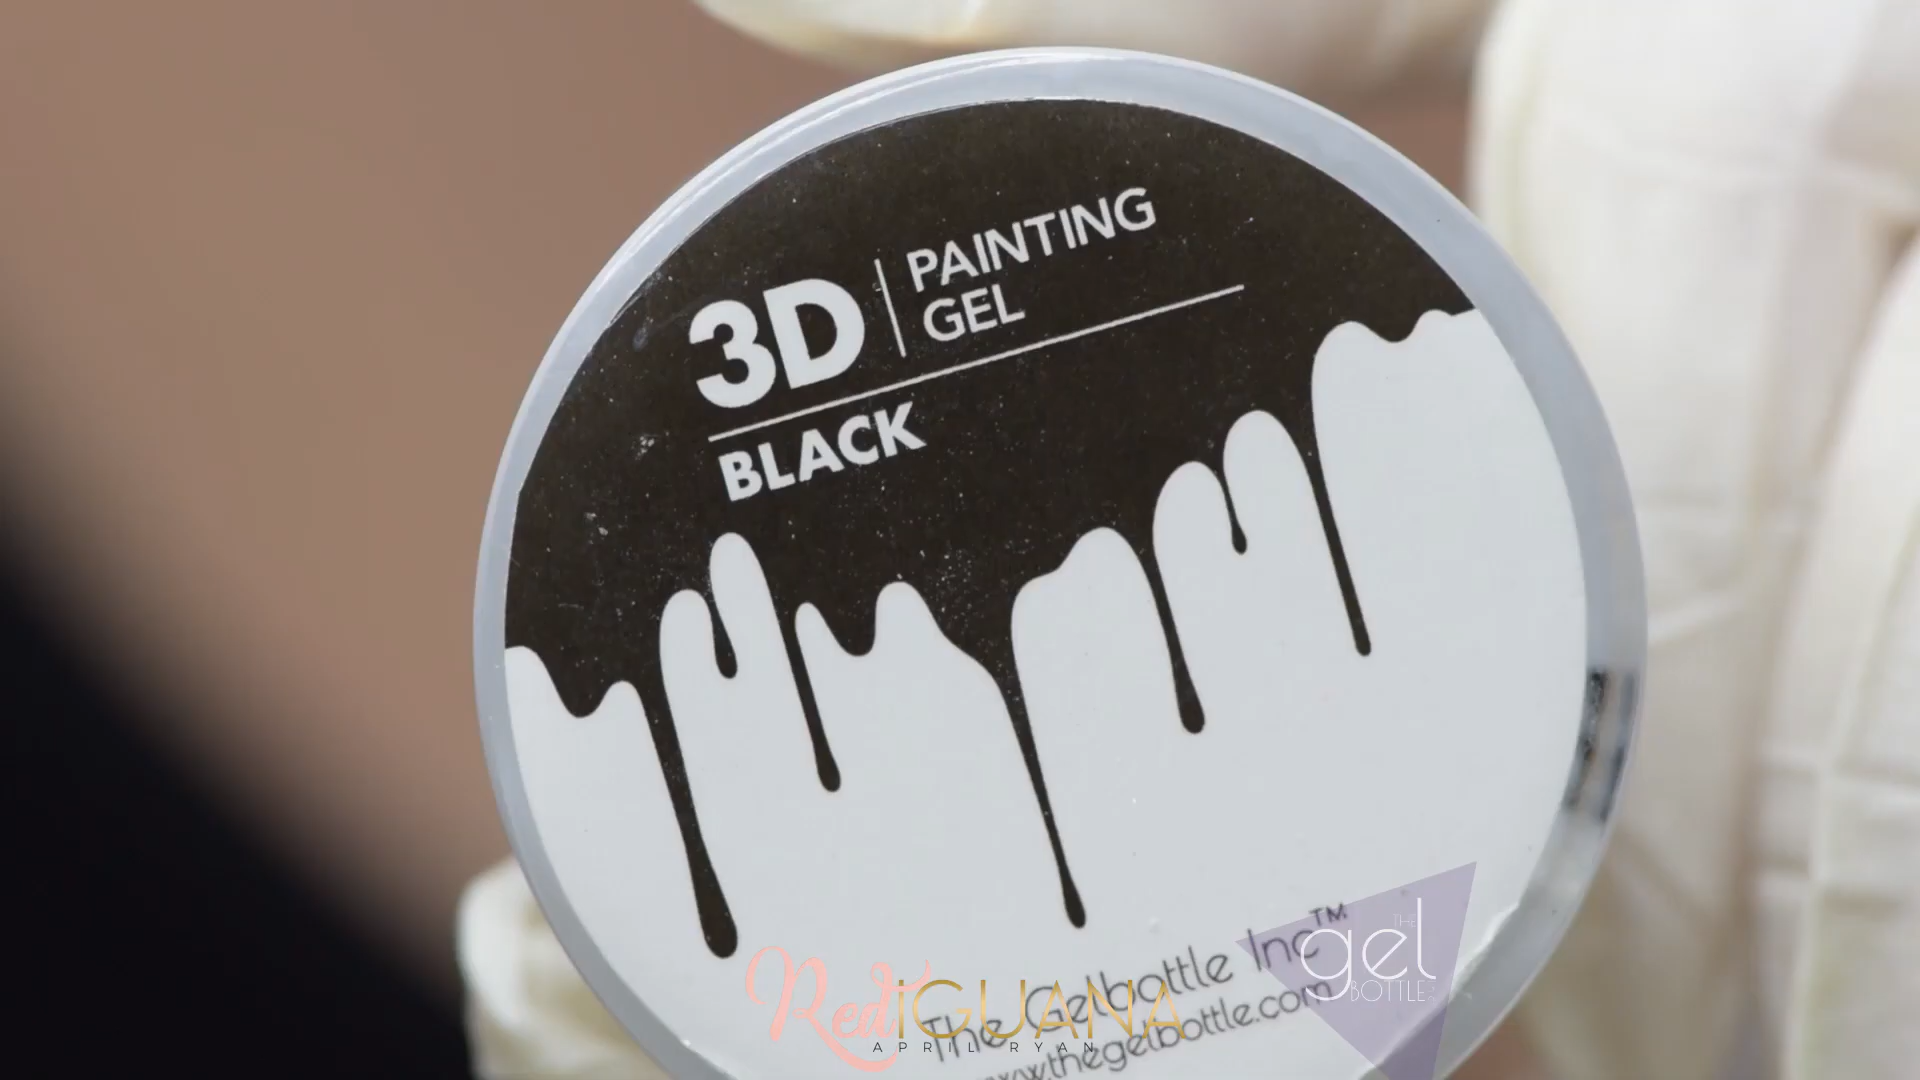 3D
PAINTING
GEL
BLACK
The Gelbottle Inc™
www.thegelbottle.com
Red iGUANA
APRIL RYAN
THE
gel
BOTTLE